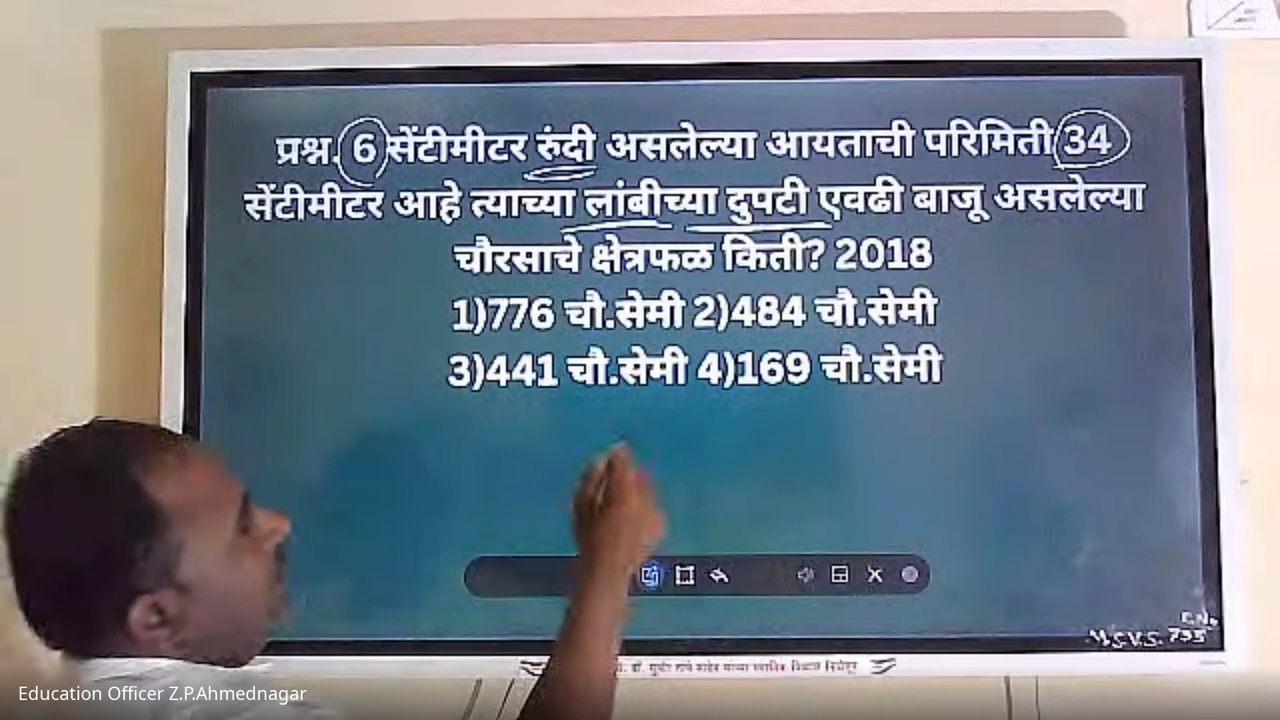 प्रश्न. 6 सेंटीमीटर रुंदी असलेल्या आयताची परिमिती 34
सेंटीमीटर आहे त्याच्या लांबीच्या दुपटी एवढी बाजू असलेल्या
चौरसाचे क्षेत्रफळ किती? 2018
1)776 चौ.सेमी 2)484 चौ.सेमी
3)441 चौ.सेमी 4)169 चौ.सेमी
Education Officer Z.P.Ahmednagar